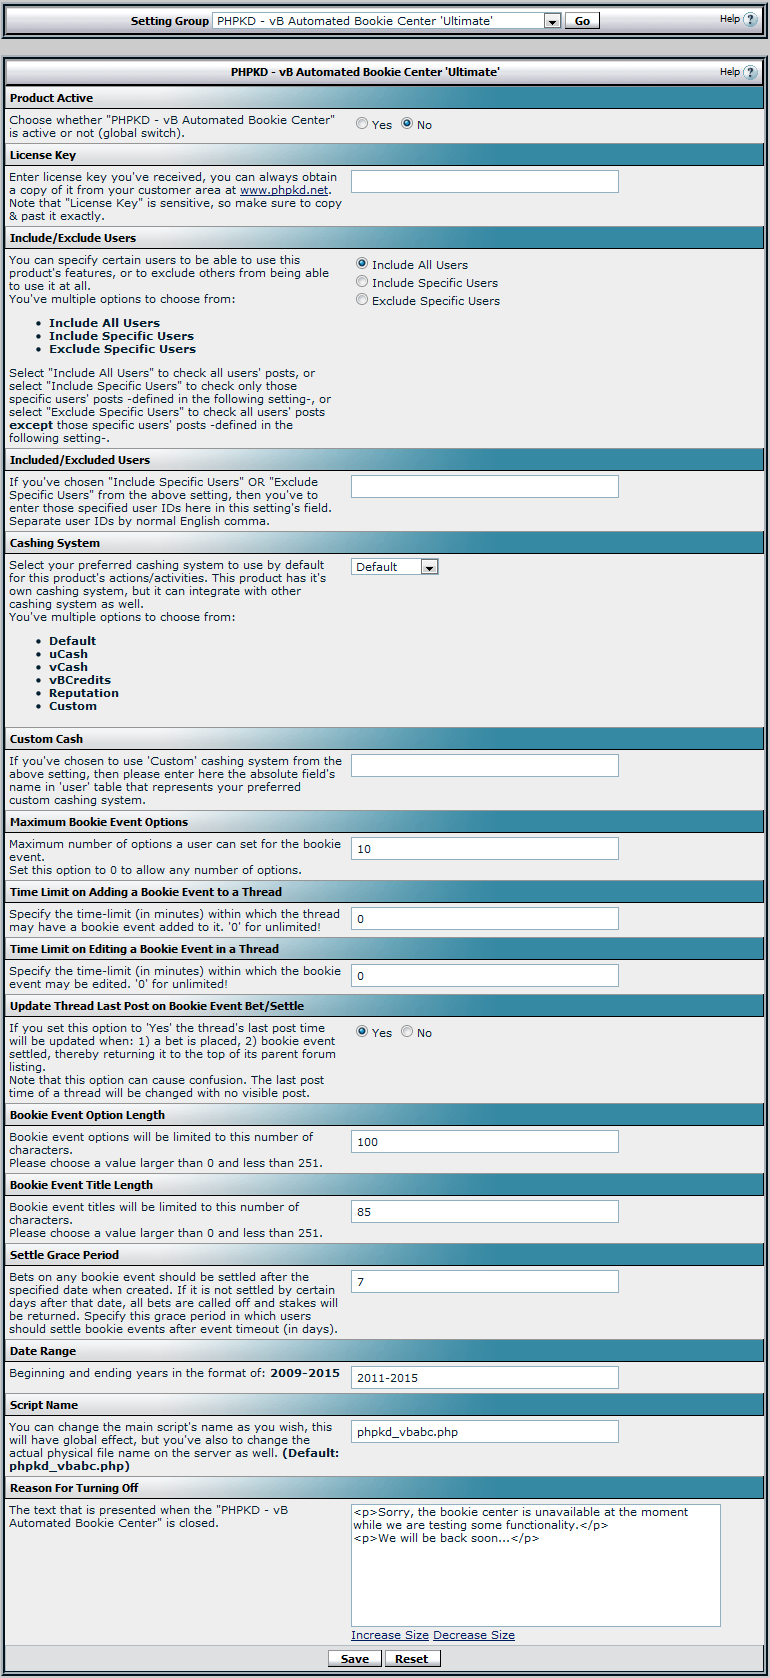 Setting Group PHPKD - vB Automated Bookie Center 'Ultimate' Go Help ?
PHPKD - vB Automated Bookie Center 'Ultimate' Help ?
Product Active
Choose whether "PHPKD - vB Automated Bookie Center"
is active or not (global switch).
Yes No
License Key
Enter license key you've received, you can always obtain
a copy of it from your customer area at www.phpkd.net.
Note that "License Key" is sensitive, so make sure to copy
& past it exactly.
Include/Exclude Users
You can specify certain users to be able to use this
product's features, or to exclude others from being able
to use it at all.
You've multiple options to choose from:
• Include All Users
• Include Specific Users
• Exclude Specific Users
Select "Include All Users" to check all users' posts, or
select "Include Specific Users" to check only those
specific users' posts -defined in the following setting-, or
select "Exclude Specific Users" to check all users' posts
except those specific users' posts -defined in the
following setting-.
Include All Users
Include Specific Users
Exclude Specific Users
Included/Excluded Users
If you've chosen "Include Specific Users" OR "Exclude
Specific Users" from the above setting, then you've to
enter those specified user IDs here in this setting's field.
Separate user IDs by normal English comma.
Cashing System
Select your preferred cashing system to use by default
for this product's actions/activities. This product has it's
own cashing system, but it can integrate with other
cashing system as well.
You've multiple options to choose from:
• Default
• uCash
• vCash
• vBCredits
• Reputation
• Custom
Default
Custom Cash
If you've chosen to use 'Custom' cashing system from the
above setting, then please enter here the absolute field's
name in 'user' table that represents your preferred
custom cashing system.
Maximum Bookie Event Options
Maximum number of options a user can set for the bookie
event.
Set this option to 0 to allow any number of options.
10
Time Limit on Adding a Bookie Event to a Thread
Specify the time-limit (in minutes) within which the thread
may have a bookie event added to it. '0' for unlimited!
0
Time Limit on Editing a Bookie Event in a Thread
Specify the time-limit (in minutes) within which the bookie
event may be edited. '0' for unlimited!
0
Update Thread Last Post on Bookie Event Bet/Settle
If you set this option to 'Yes' the thread's last post time
will be updated when: 1) a bet is placed, 2) bookie event
settled, thereby returning it to the top of its parent forum
listing.
Note that this option can cause confusion. The last post
time of a thread will be changed with no visible post.
Yes No
Bookie Event Option Length
Bookie event options will be limited to this number of
characters.
Please choose a value larger than 0 and less than 251.
100
Bookie Event Title Length
Bookie event titles will be limited to this number of
characters.
Please choose a value larger than 0 and less than 251.
85
Settle Grace Period
Bets on any bookie event should be settled after the
specified date when created. If it is not settled by certain
days after that date, all bets are called off and stakes will
be returned. Specify this grace period in which users
should settle bookie events after event timeout (in days).
7
Date Range
Beginning and ending years in the format of: 2009-2015
2011-2015
Script Name
You can change the main script's name as you wish, this
will have global effect, but you've also to change the
actual physical file name on the server as well. (Default:
phpkd_vbabc.php)
phpkd_vbabc.php
Reason For Turning Off
The text that is presented when the "PHPKD - vB
Automated Bookie Center" is closed.
<p>Sorry, the bookie center is unavailable at the moment
while we are testing some functionality.</p>
<p>We will be back soon...</p>
Increase Size Decrease Size
Save Reset